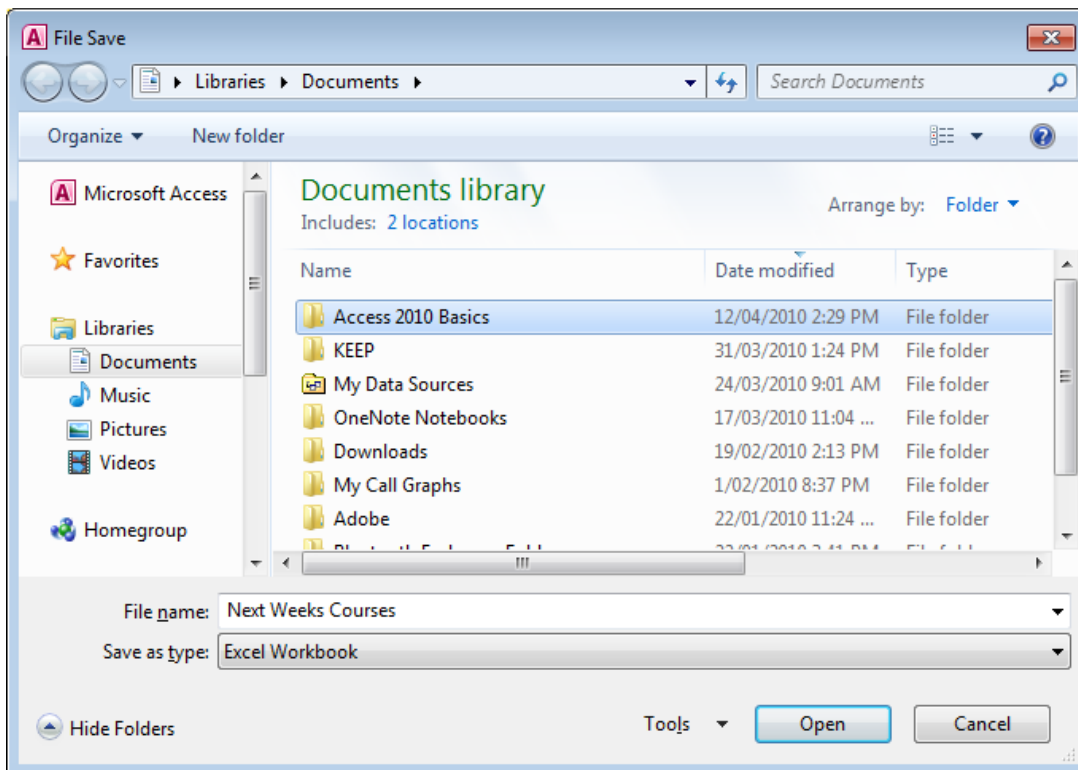 File Save
Libraries Documents
Search Documents
Organize New folder
Microsoft Access
Favorites
Libraries
Documents
Music
Pictures
Videos
Homegroup
Documents library
Includes: 2 locations
Arrange by: Folder
Name Date modified Type
Access 2010 Basics 12/04/2010 2:29 PM File folder
KEEP 31/03/2010 1:24 PM File folder
My Data Sources 24/03/2010 9:01 AM File folder
OneNote Notebooks 17/03/2010 11:04 ... File folder
Downloads 19/02/2010 2:13 PM File folder
My Call Graphs 1/02/2010 8:37 PM File folder
Adobe 22/01/2010 11:24 ... File folder
File name: Next Weeks Courses
Save as type: Excel Workbook
Hide Folders Tools Open Cancel